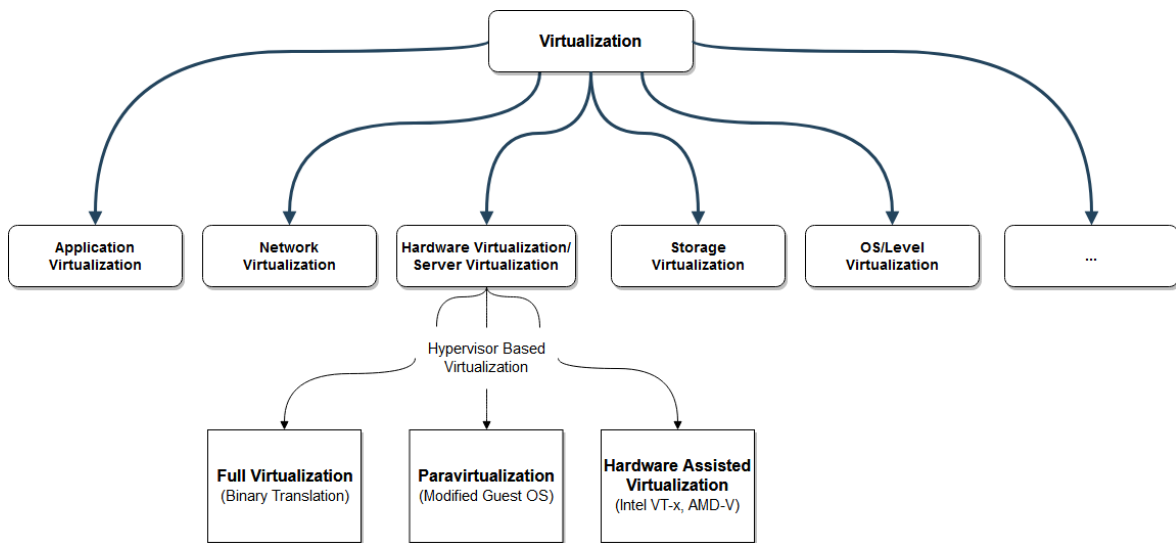 Virtualization
Application
Virtualization
Network
Virtualization
Hardware Virtualization/
Server Virtualization
Storage
Virtualization
OS/Level
Virtualization
...
Hypervisor Based
Virtualization
Full Virtualization
(Binary Translation)
Paravirtualization
(Modified Guest OS)
Hardware Assisted
Virtualization
(Intel VT-x, AMD-V)